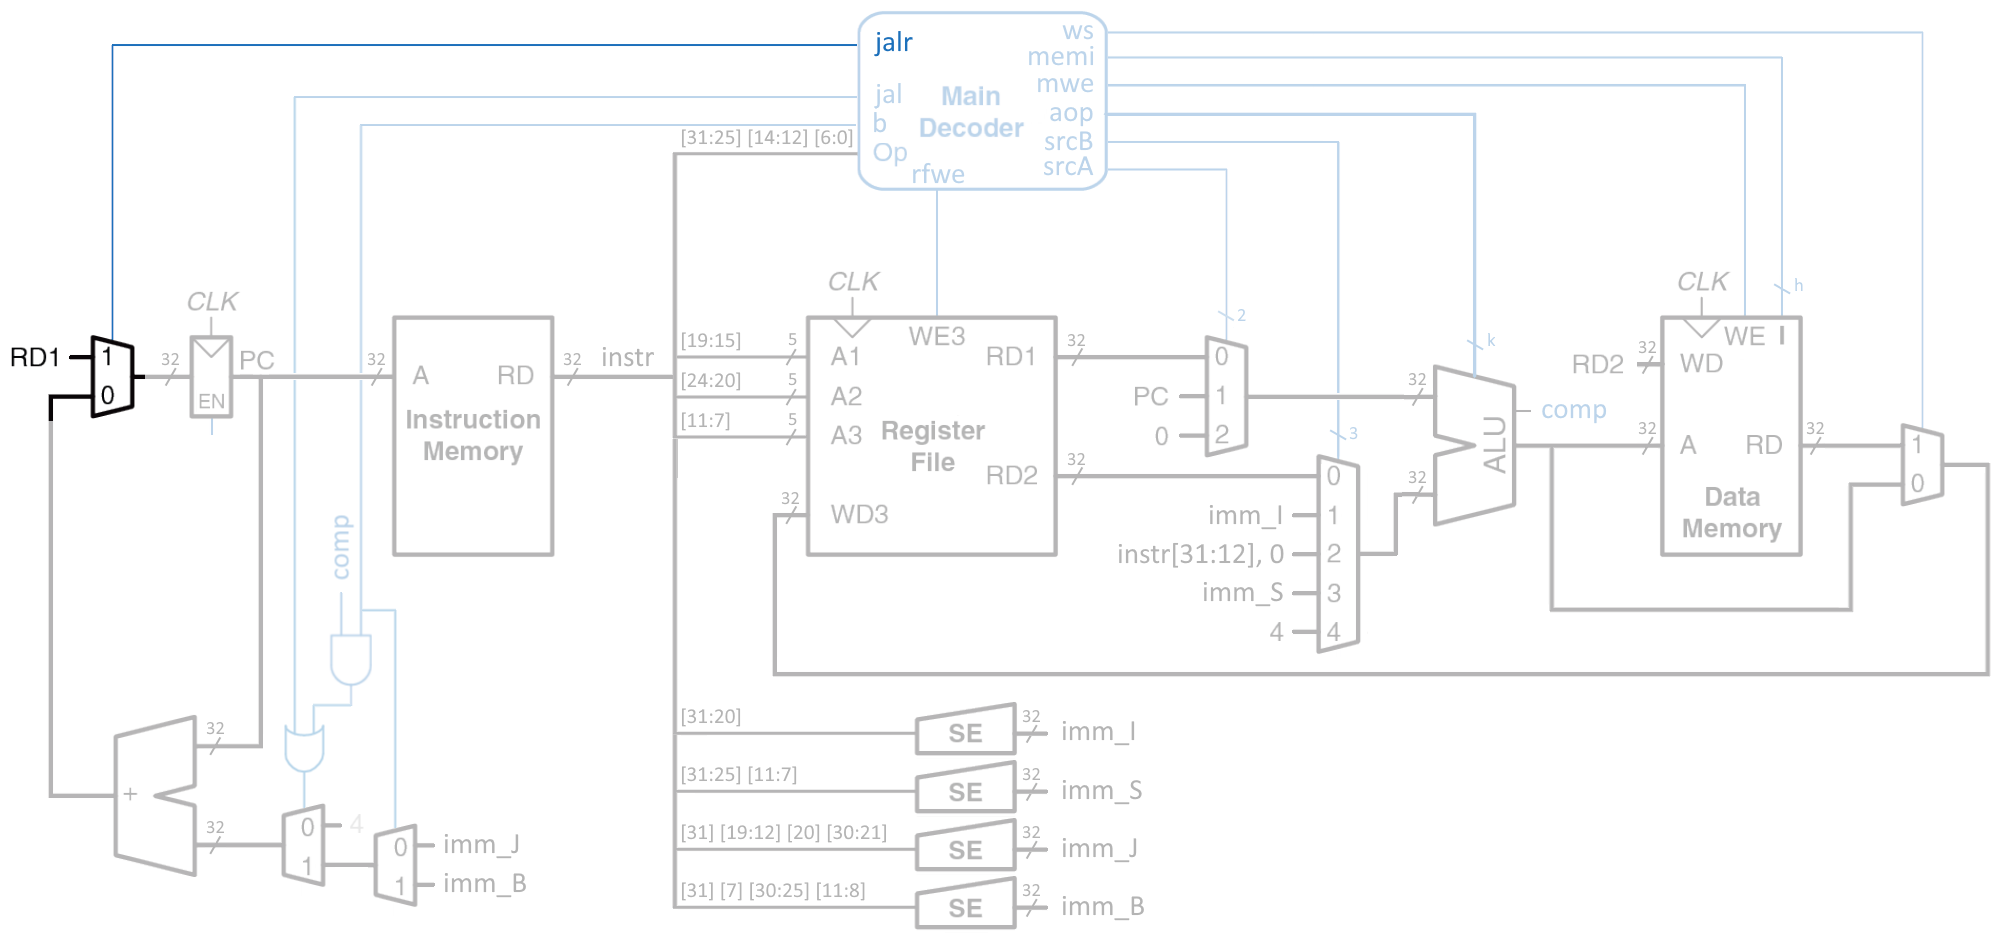 jalr
jal
b
Op
rfwe
Main
Decoder
ws
memi
mwe
aop
srcB
srcA
[31:25] [14:12] [6:0]
RD1
1
0
32
CLK
EN
PC
32
A
RD
Instruction
Memory
32
instr
[19:15]
5
[24:20]
5
[11:7]
5
CLK
WE3
A1
A2
A3
WD3
RD1
RD2
Register
File
32
32
32
2
0
PC
1
0
2
3
0
imm_I
1
instr[31:12], 0
2
imm_S
3
4
4
32
32
k
ALU
comp
CLK
h
WE
I
RD2
32
WD
32
A
RD
Data
Memory
32
1
0
comp
32
+
32
0
4
1
0
imm_J
1
imm_B
[31:20]
SE
32
imm_I
[31:25] [11:7]
SE
32
imm_S
[31] [19:12] [20] [30:21]
SE
32
imm_J
[31] [7] [30:25] [11:8]
SE
32
imm_B